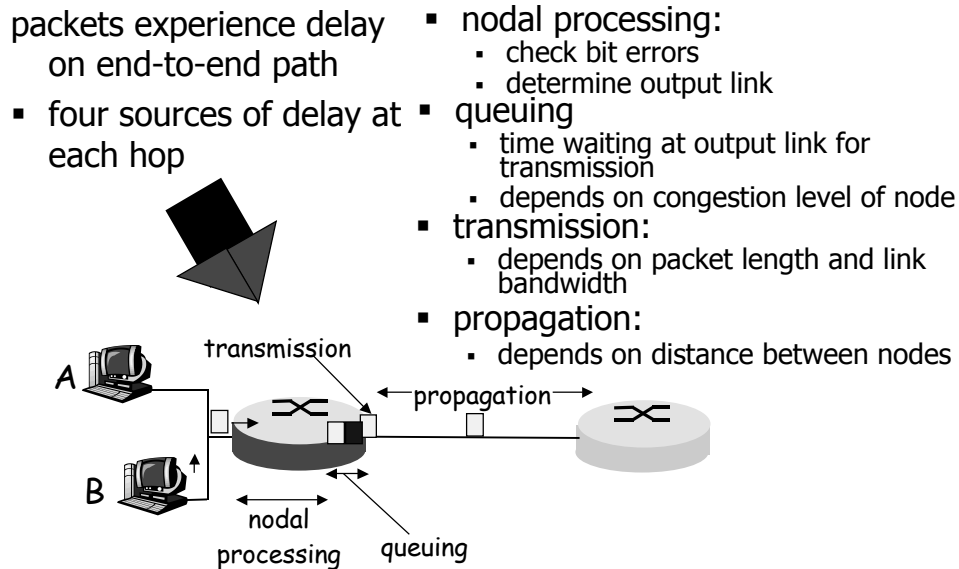 packets experience delay
on end-to-end path
▪ four sources of delay at
each hop
▪ nodal processing:
▪ check bit errors
▪ determine output link
▪ queuing
▪ time waiting at output link for
transmission
▪ depends on congestion level of node
▪ transmission:
▪ depends on packet length and link
bandwidth
▪ propagation:
▪ depends on distance between nodes
transmission
A
propagation
B
nodal
processing
queuing